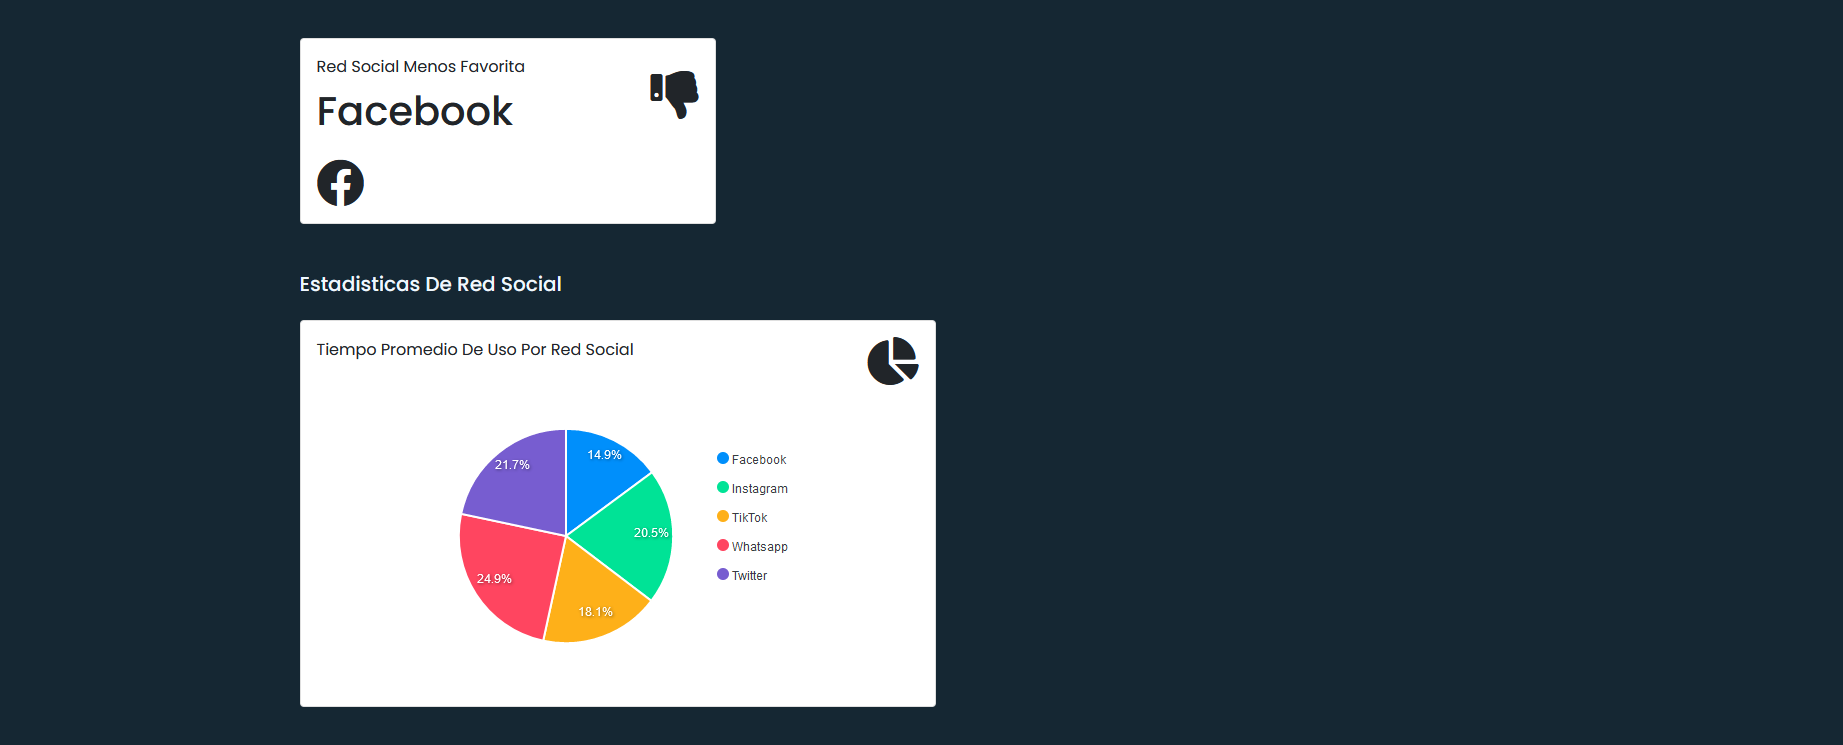 Red Social Menos Favorita
Facebook
Estadisticas De Red Social
Tiempo Promedio De Uso Por Red Social
14.9%
20.5%
18.1%
24.9%
21.7%
Facebook
Instagram
TikTok
Whatsapp
Twitter